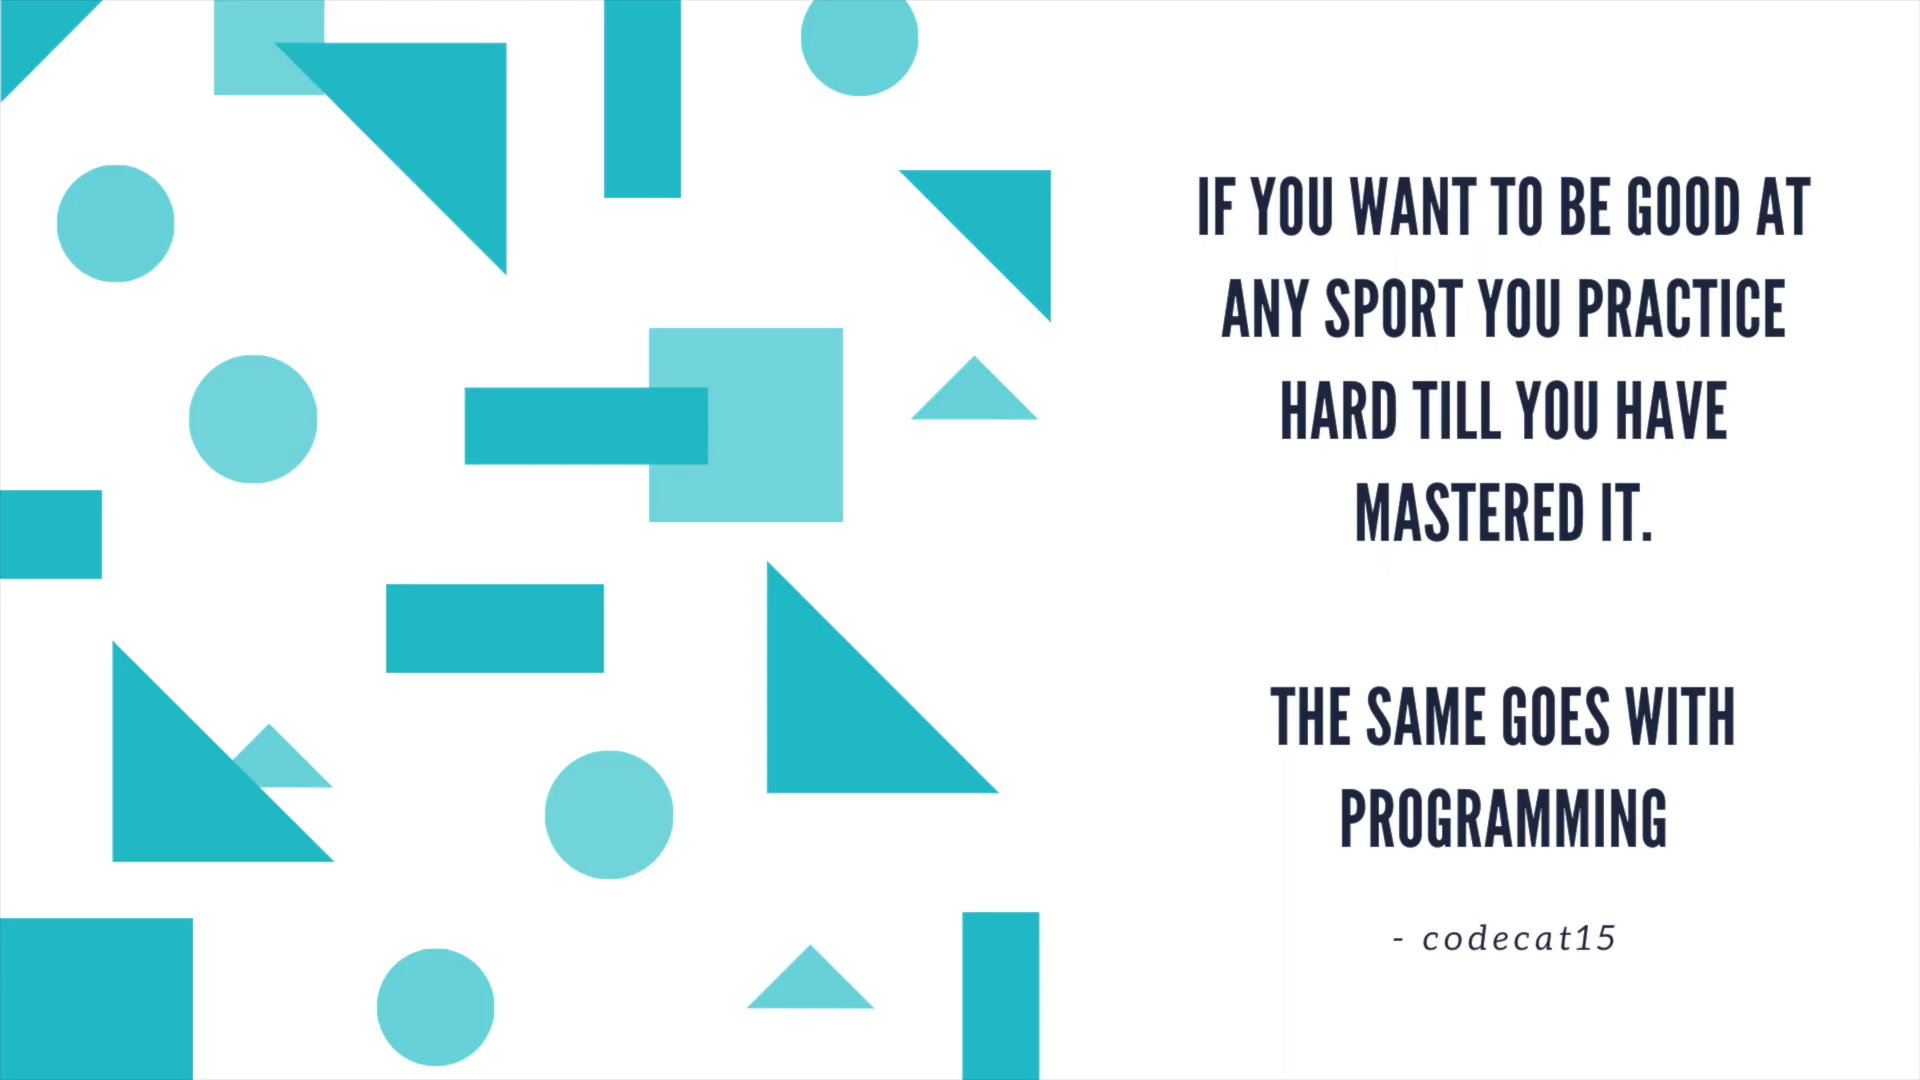 IF YOU WANT TO BE GOOD AT
ANY SPORT YOU PRACTICE
HARD TILL YOU HAVE
MASTERED IT.
THE SAME GOES WITH
PROGRAMMING
- codecat15